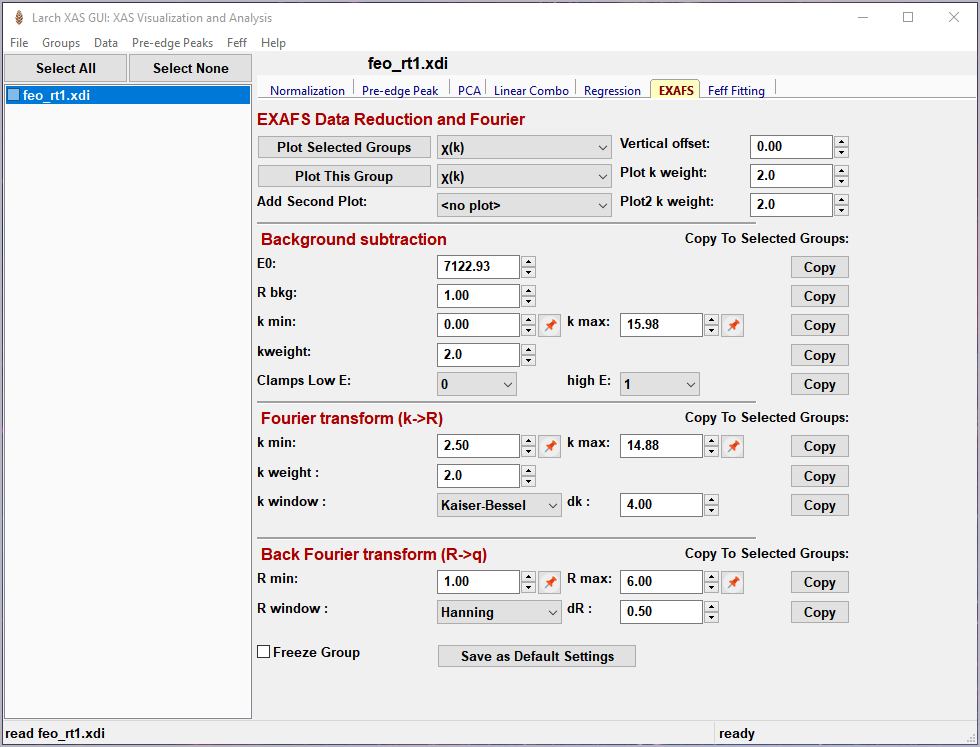 Larch XAS GUI: XAS Visualization and Analysis
File Groups Data Pre-edge Peaks Feff Help
Select All Select None
feo_rt1.xdi
feo_rt1.xdi
Normalization Pre-edge Peak PCA Linear Combo Regression EXAFS Feff Fitting
EXAFS Data Reduction and Fourier
Plot Selected Groups χ(k) Vertical offset: 0.00
Plot This Group χ(k) Plot k weight: 2.0
Add Second Plot: <no plot> Plot2 k weight: 2.0
Background subtraction Copy To Selected Groups:
E0: 7122.93 Copy
R bkg: 1.00 Copy
k min: 0.00 k max: 15.98 Copy
kweight: 2.0 Copy
Clamps Low E: 0 high E: 1 Copy
Fourier transform (k->R) Copy To Selected Groups:
k min: 2.50 k max: 14.88 Copy
k weight : 2.0 Copy
k window : Kaiser-Bessel dk : 4.00 Copy
Back Fourier transform (R->q) Copy To Selected Groups:
R min: 1.00 R max: 6.00 Copy
R window : Hanning dR : 0.50 Copy
Freeze Group Save as Default Settings
read feo_rt1.xdi ready